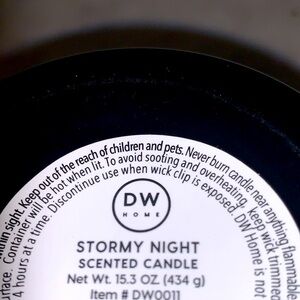 within sight. Keep out of the reach of children and pets. Never burn candle near anything flammable
surface. Container will be hot when lit. To avoid sooting and overheating, keep wick trimmed
4 hours at a time. Discontinue use when wick clip is exposed. DW Home is no
DW
HOME
STORMY NIGHT
SCENTED CANDLE
Net Wt. 15.3 OZ (434 g)
Item # DW0011